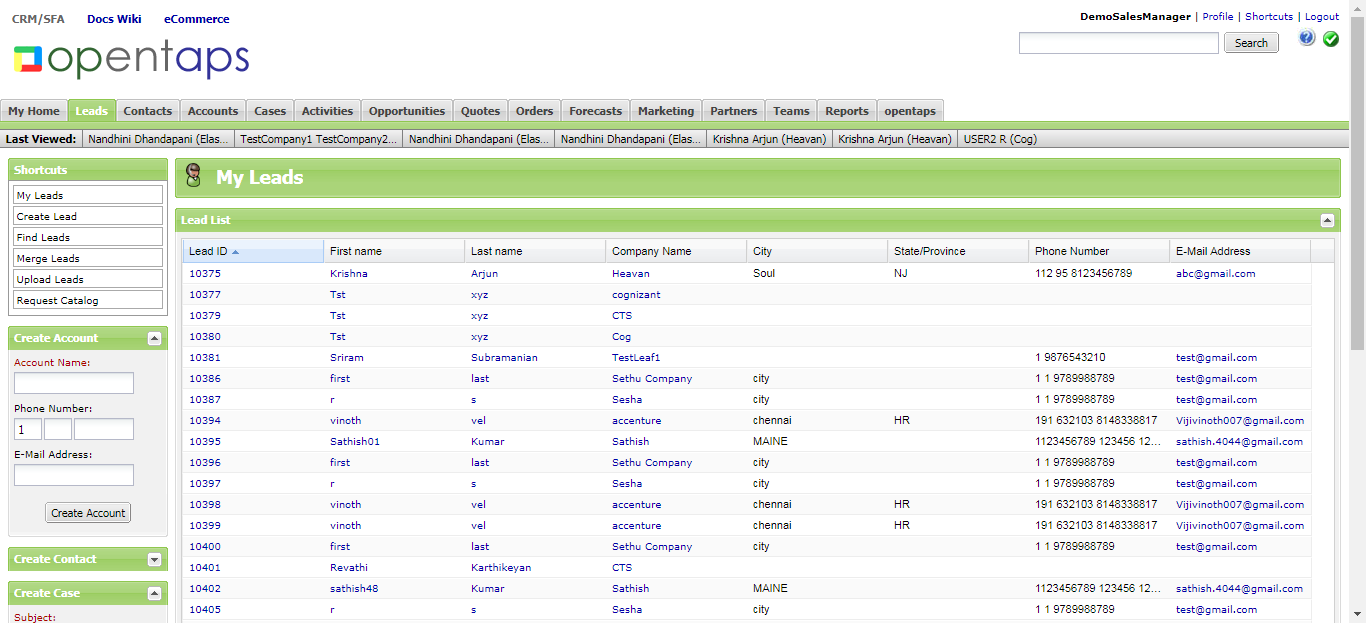 CRM/SFA Docs Wiki eCommerce
DemoSalesManager | Profile | Shortcuts | Logout
opentaps
Search
My Home Leads Contacts Accounts Cases Activities Opportunities Quotes Orders Forecasts Marketing Partners Teams Reports opentaps
Last Viewed: Nandhini Dhandapani (Elas... TestCompany1 TestCompany2... Nandhini Dhandapani (Elas... Nandhini Dhandapani (Elas... Krishna Arjun (Heavan) Krishna Arjun (Heavan) USER2 R (Cog)
Shortcuts
My Leads
Create Lead
Find Leads
Merge Leads
Upload Leads
Request Catalog
Create Account
Account Name:
Phone Number:
1
E-Mail Address:
Create Account
Create Contact
Create Case
Subject:
My Leads
Lead List
Lead ID First name Last name Company Name City State/Province Phone Number E-Mail Address
10375 Krishna Arjun Heavan Soul NJ 112 95 8123456789 abc@gmail.com
10377 Tst xyz cognizant
10379 Tst xyz CTS
10380 Tst xyz Cog
10381 Sriram Subramanian TestLeaf1 1 9876543210 test@gmail.com
10386 first last Sethu Company city 1 1 9789988789 test@gmail.com
10387 r s Sesha city 1 1 9789988789 test@gmail.com
10394 vinoth vel accenture chennai HR 191 632103 8148338817 Vijivinoth007@gmail.com
10395 Sathish01 Kumar Sathish MAINE 1123456789 123456 12... sathish.4044@gmail.com
10396 first last Sethu Company city 1 1 9789988789 test@gmail.com
10397 r s Sesha city 1 1 9789988789 test@gmail.com
10398 vinoth vel accenture chennai HR 191 632103 8148338817 Vijivinoth007@gmail.com
10399 vinoth vel accenture chennai HR 191 632103 8148338817 Vijivinoth007@gmail.com
10400 first last Sethu Company city 1 1 9789988789 test@gmail.com
10401 Revathi Karthikeyan CTS
10402 sathish48 Kumar Sathish MAINE 1123456789 123456 12... sathish.4044@gmail.com
10405 r s Sesha city 1 1 9789988789 test@gmail.com